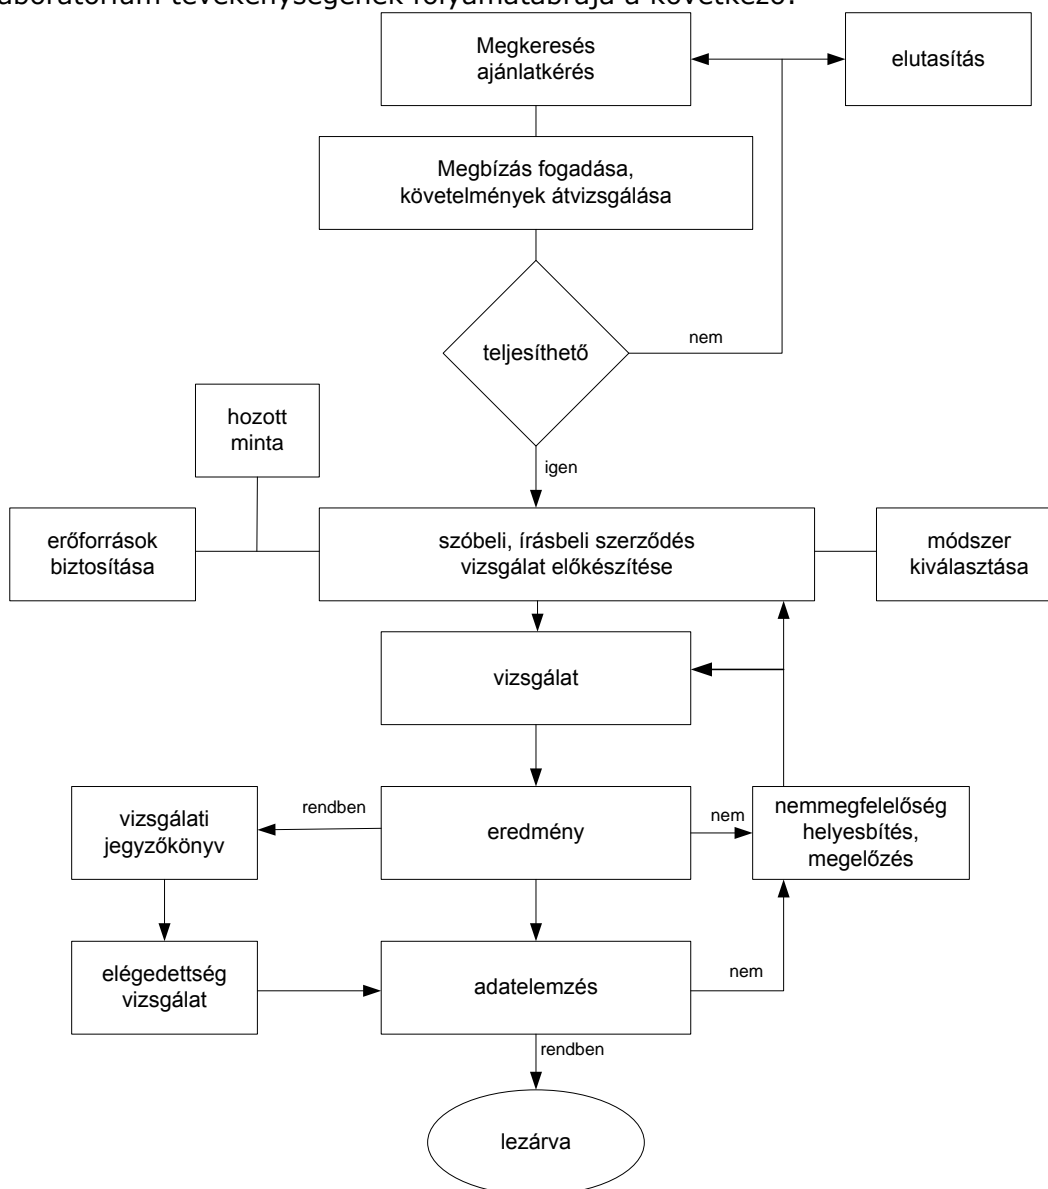 laboratórium tevékenységének folyamatábrája a következő:
Megkeresés
ajánlatkérés
elutasítás
Megbízás fogadása,
követelmények átvizsgálása
teljesíthető
nem
hozott
minta
igen
erőforrások
biztosítása
szóbeli, írásbeli szerződés
vizsgálat előkészítése
módszer
kiválasztása
vizsgálat
vizsgálati
jegyzőkönyv
rendben
eredmény
nem
nemmegfelelőség
helyesbítés,
megelőzés
elégedettség
vizsgálat
adatelemzés
nem
rendben
lezárva